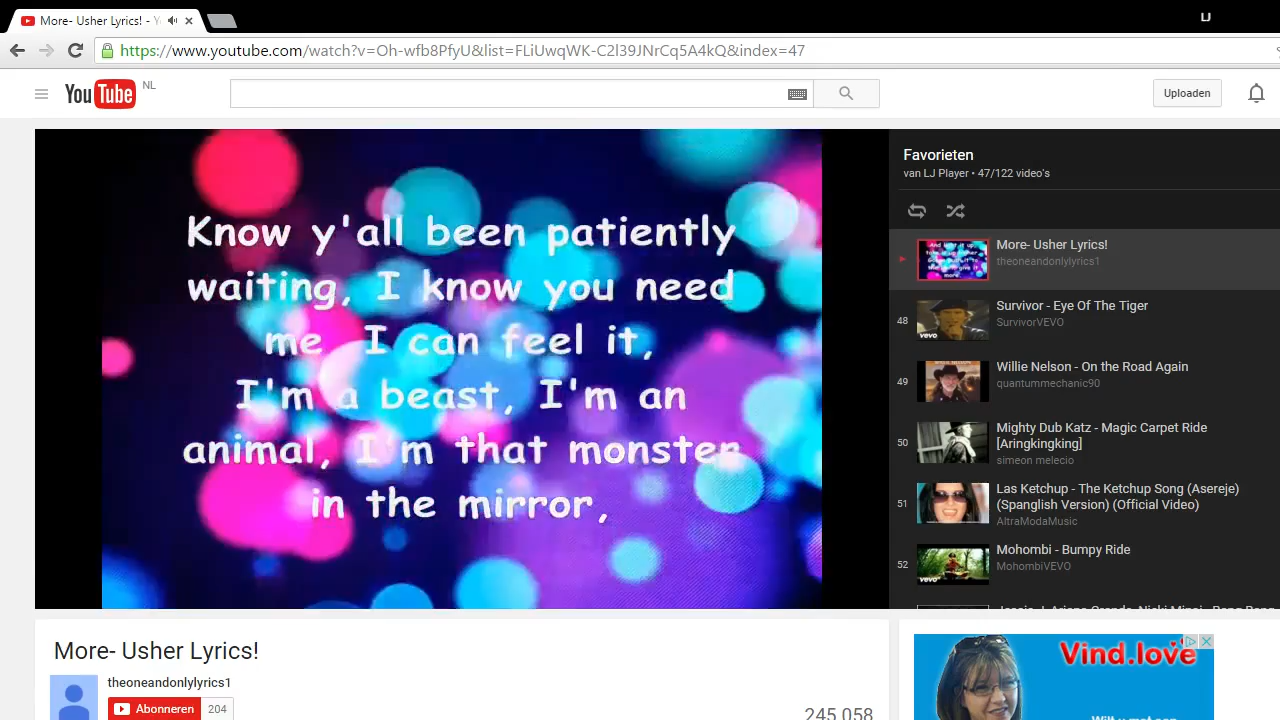 More- Usher Lyrics! - Y
LJ
https://www.youtube.com/watch?v=Oh-wfb8PfyU&list=FLiUwqWK-C2l39JNrCq5A4kQ&index=47
YouTube NL
Uploaden
Know y'all been patiently
waiting, I know you need
me, I can feel it,
I'm a beast, I'm an
animal, I'm that monster
in the mirror,
Favorieten
van LJ Player • 47/122 video's
More- Usher Lyrics!
theoneandonlylyrics1
48
Survivor - Eye Of The Tiger
SurvivorVEVO
vevo
49
Willie Nelson - On the Road Again
quantummechanic90
50
Mighty Dub Katz - Magic Carpet Ride
[Aringkingking]
simeon melecio
51
Las Ketchup - The Ketchup Song (Asereje)
(Spanglish Version) (Official Video)
AltraModaMusic
52
Mohombi - Bumpy Ride
MohombiVEVO
vevo
More- Usher Lyrics!
theoneandonlylyrics1
Abonneren 204
245.058
Vind.love